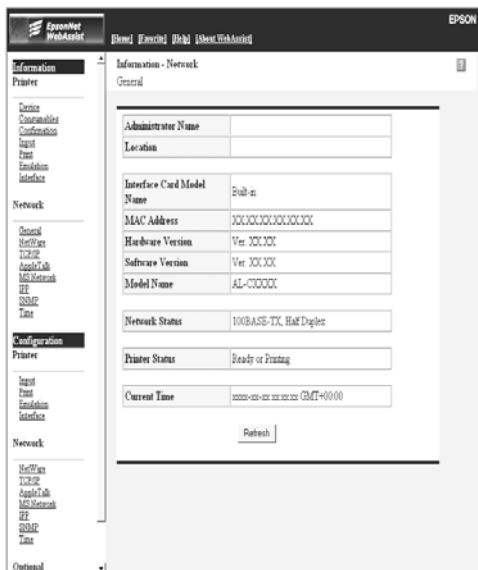 EpsonNet
WebAssist
[Home] [Favorite] [Help] [About WebAssist]
EPSON
Information
Printer
Device
Consumables
Confirmation
Input
Print
Emulation
Interface
Network
General
NetWare
TCP/IP
AppleTalk
MS Network
IPP
SNMP
Time
Configuration
Printer
Input
Print
Emulation
Interface
Network
NetWare
TCP/IP
AppleTalk
MS Network
IPP
SNMP
Time
Optional
Information - Network
?
General
Administrator Name
Location
Interface Card Model Name Built-in
MAC Address XX:XX:XX:XX:XX:XX
Hardware Version Ver. XX.XX
Software Version Ver. XX.XX
Model Name AL-CXXXX
Network Status 100BASE-TX, Half Duplex
Printer Status Ready or Printing
Current Time xxxx-xx-xx xx:xx:xx GMT+00:00
Refresh